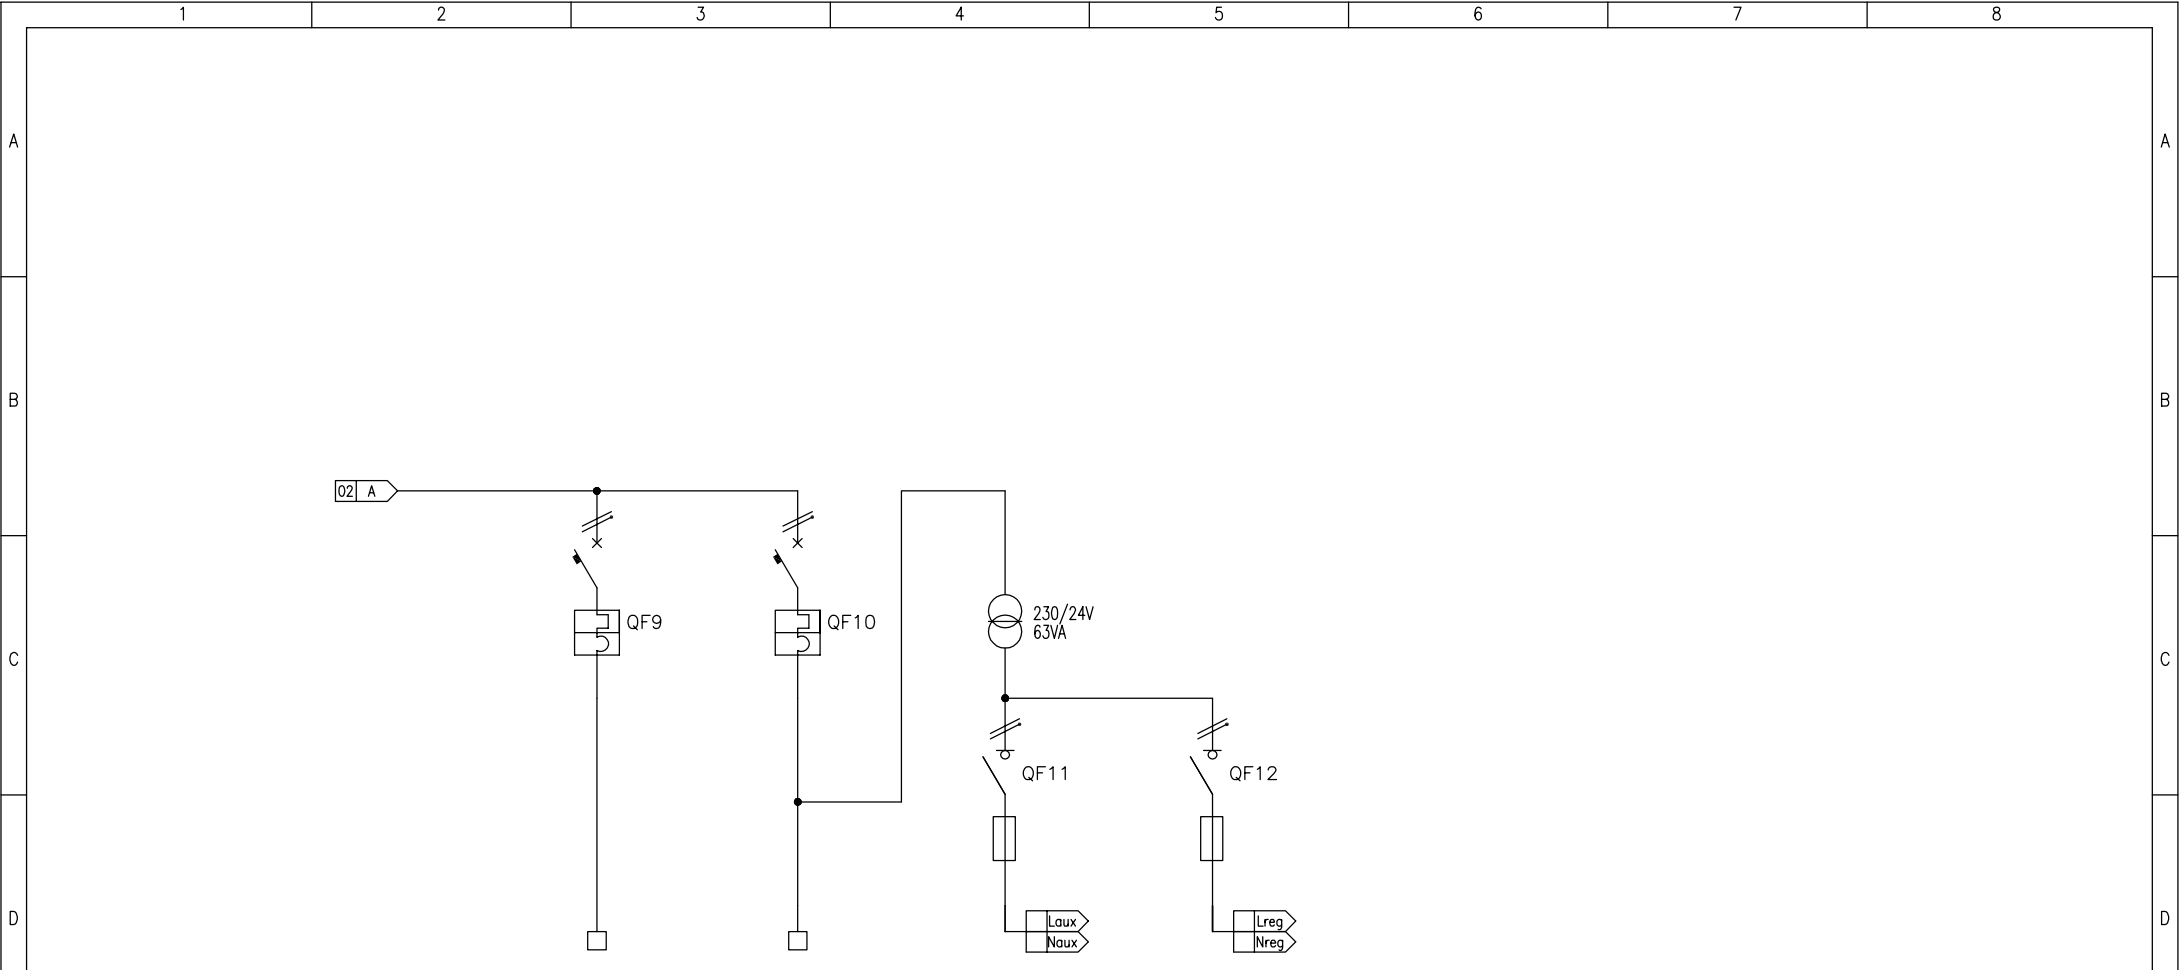 1 2 3 4 5 6 7 8
A A
B B
02 A
QF9 QF10 230/24V
63VA
C C
QF11 QF12
D D
Laux Lreg
Naux Nreg